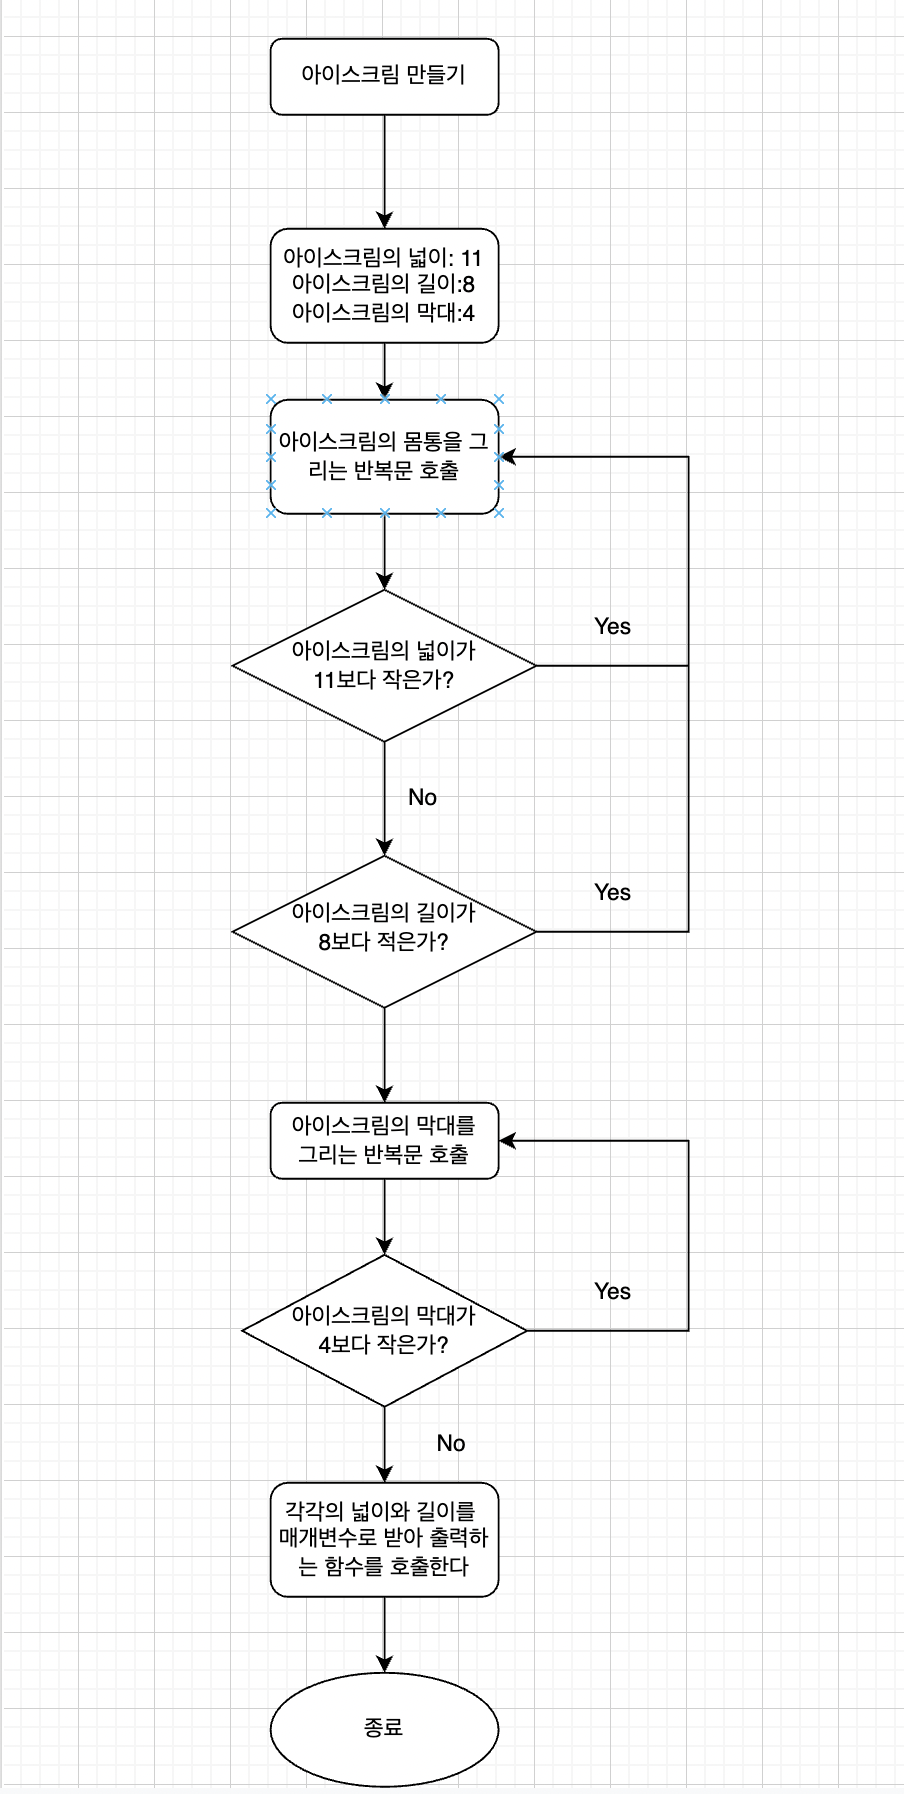 아이스크림 만들기
아이스크림의 넓이: 11
아이스크림의 길이:8
아이스크림의 막대:4
아이스크림의 몸통을 그
리는 반복문 호출
아이스크림의 넓이가
11보다 작은가?
Yes
No
아이스크림의 길이가
8보다 적은가?
Yes
아이스크림의 막대를
그리는 반복문 호출
아이스크림의 막대가
4보다 작은가?
Yes
No
각각의 넓이와 길이를
매개변수로 받아 출력하
는 함수를 호출한다
종료